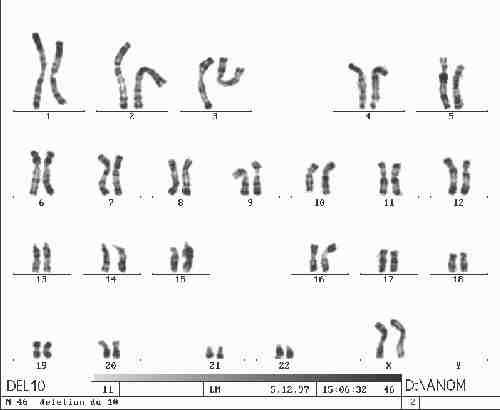 1 2 3 4 5
6 7 8 9 10 11 12
13 14 15 16 17 18
19 20 21 22 X Y
DEL10 D:\ANOM
11 LM 5.12.97 15:06:32 46
N 46 deletion du 10 2